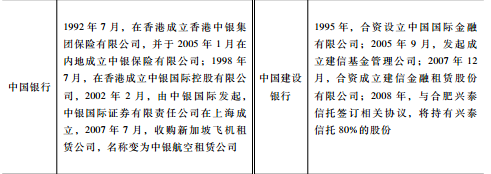 中国银行
1992 年 7 月，在香港成立香港中银集
团保险有限公司，并于 2005 年 1 月在
内地成立中银保险有限公司；1998 年
7 月，在香港成立中银国际控股有限公
司，2002 年 2 月，由中银国际发起，
中银国际证券有限责任公司在上海成
立，2007 年 7 月，收购新加坡飞机租
赁公司，名称变为中银航空租赁公司
中国建设
银行
1995 年，合资设立中国国际金融
有限公司；2005 年 9 月，发起成
立建信基金管理公司；2007 年 12
月，合资成立建信金融租赁股份
有限公司；2008 年，与合肥兴泰
信托签订相关协议，将持有兴泰
信托 80%的股份